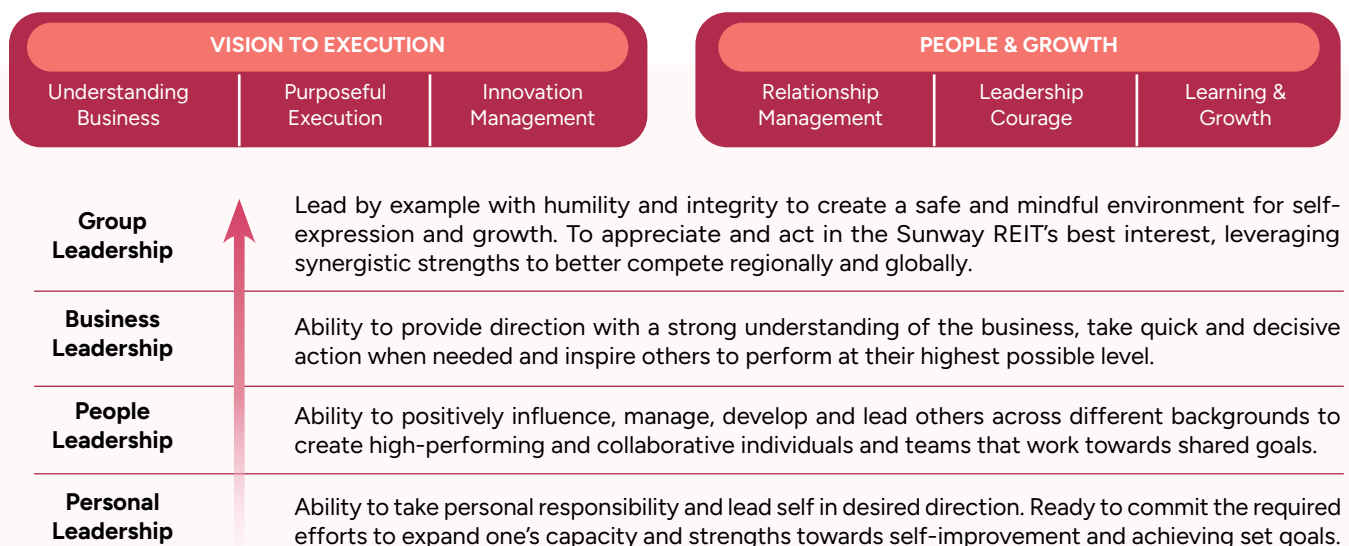 VISION TO EXECUTION
Understanding
Business
Purposeful
Execution
Innovation
Management
PEOPLE & GROWTH
Relationship
Management
Leadership
Courage
Learning &
Growth
Group
Leadership
Lead by example with humility and integrity to create a safe and mindful environment for self-
expression and growth. To appreciate and act in the Sunway REIT's best interest, leveraging
synergistic strengths to better compete regionally and globally.
Business
Leadership
Ability to provide direction with a strong understanding of the business, take quick and decisive
action when needed and inspire others to perform at their highest possible level.
People
Leadership
Ability to positively influence, manage, develop and lead others across different backgrounds to
create high-performing and collaborative individuals and teams that work towards shared goals.
Personal
Leadership
Ability to take personal responsibility and lead self in desired direction. Ready to commit the required
efforts to expand one's capacity and strengths towards self-improvement and achieving set goals.